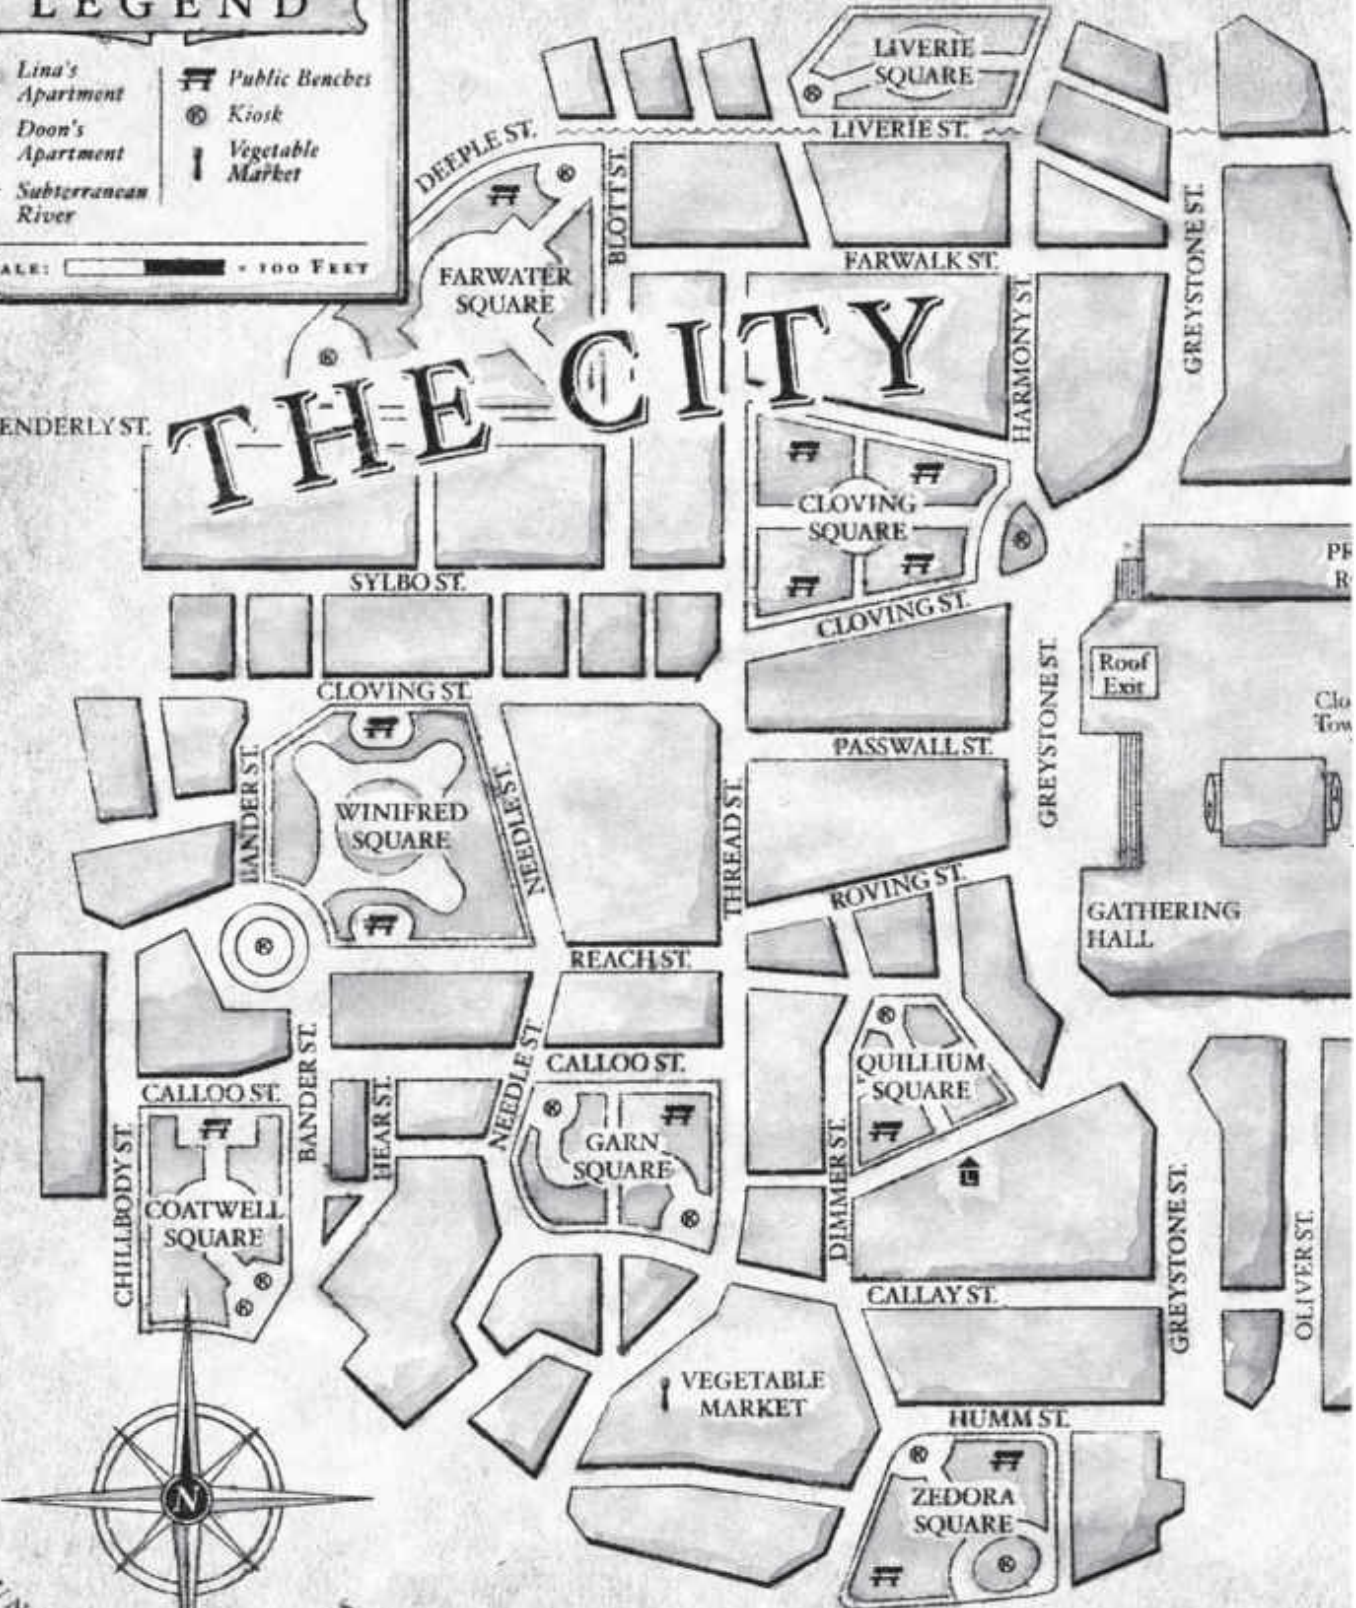 LEGEND
Lina's
Apartment
Doon's
Apartment
Subterranean
River
Public Benches
Kiosk
Vegetable
Market
= 100 FEET
LIVERIE
SQUARE
LIVERIE ST.
DEEPLE ST.
BLOTT ST.
FARWATER
SQUARE
FARWALK ST.
GREYSTONE ST.
HARMONY ST.
THE CITY
ENDERLY ST.
CLOVING
SQUARE
SYLBO ST.
CLOVING ST.
CLOVING ST.
Roof
Exit
GREYSTONE ST.
PASSWALL ST.
BANDER ST.
WINIFRED
SQUARE
NEEDLE ST.
THREAD ST.
ROVING ST.
GATHERING
HALL
REACH ST.
CALLOO ST.
CALLOO ST.
BANDER ST.
HEAR ST.
NEEDLE ST
QUILLIUM
SQUARE
GARN
SQUARE
DIMMER ST.
L
CHILLBODY ST.
COATWELL
SQUARE
GREYSTONE ST.
OLIVER ST.
CALLAY ST.
VEGETABLE
MARKET
HUMM ST.
ZEDORA
SQUARE
N